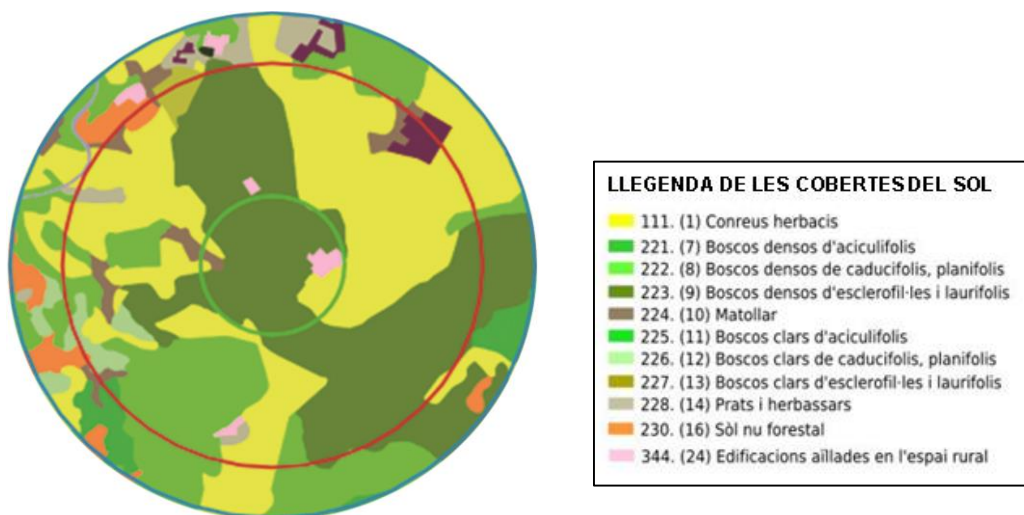 LLEGENDA DE LES COBERTES DEL SOL
111. (1) Conreus herbacis
221. (7) Boscos densos d'aciculifolis
222. (8) Boscos densos de caducifolis, planifolis
223. (9) Boscos densos d'esclerofil·les i laurifolis
224. (10) Matollar
225. (11) Boscos clars d'aciculifolis
226. (12) Boscos clars de caducifolis, planifolis
227. (13) Boscos clars d'esclerofil·les i laurifolis
228. (14) Prats i herbassars
230. (16) Sòl nu forestal
344. (24) Edificacions aïllades en l'espai rural